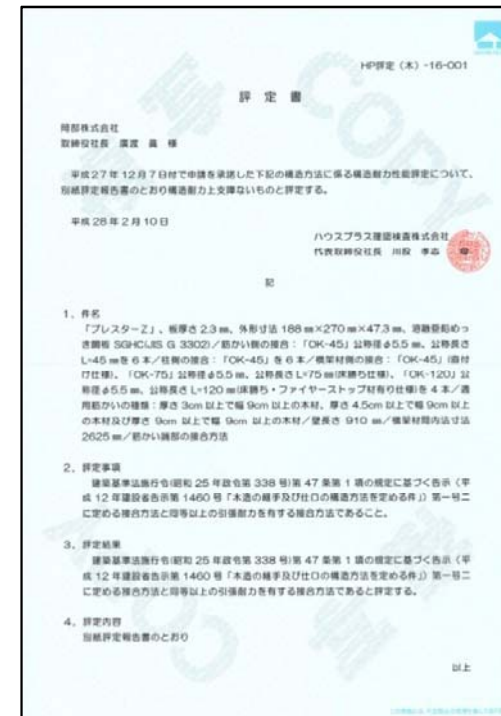 HP評定（木）-16-001
評定書
岡部株式会社
取締役社長 廣渡 眞 様
平成27年12月7日付で申請を承諾した下記の構造方法に係る構造耐力性能評定について、
別紙評定報告書のとおり構造耐力上支障ないものと評定する。
平成28年2月10日
ハウスプラス確認検査株式会社
代表取締役社長
記
1．件名
「ブレスターZ」、板厚さ2.3㎜、外形寸法188㎜×270㎜×47.3㎜、溶融亜鉛めっ
き鋼板 SGHC(JIS G 3302)／筋かい側の接合：「OK-45」公称径φ5.5㎜、公称長さ
L=45㎜を6本／柱側の接合：「OK-45」を6本／横架材側の接合：「OK-45」(直付
け仕様)、「OK-75」公称径φ5.5㎜、公称長さL=75㎜(床勝ち仕様)、「OK-120」公
称径φ5.5㎜、公称長さL=120㎜(床勝ち・ファイヤーストップ材有り仕様)を4本／適
用筋かいの種類：厚さ3cm以上で幅9cm以上の木材、厚さ4.5cm以上で幅9cm以上
の木材及び厚さ9cm以上で幅9cm以上の木材／壁長さ910㎜／横架材間内法寸法
2625㎜／筋かい端部の接合方法
2．評定事項
建築基準法施行令(昭和25年政令第338号)第47条第1項の規定に基づく告示（平
成12年建設省告示第1460号「木造の継手及び仕口の構造方法を定める件」）第一号ニ
に定める接合方法と同等以上の引張耐力を有する接合方法であること。
3．評定結果
建築基準法施行令(昭和25年政令第338号)第47条第1項の規定に基づく告示（平
成12年建設省告示第1460号「木造の継手及び仕口の構造方法を定める件」）第一号ニ
に定める接合方法と同等以上の引張耐力を有する接合方法であると評定する。
4．評定内容
別紙評定報告書のとおり
以上
複写
COPY